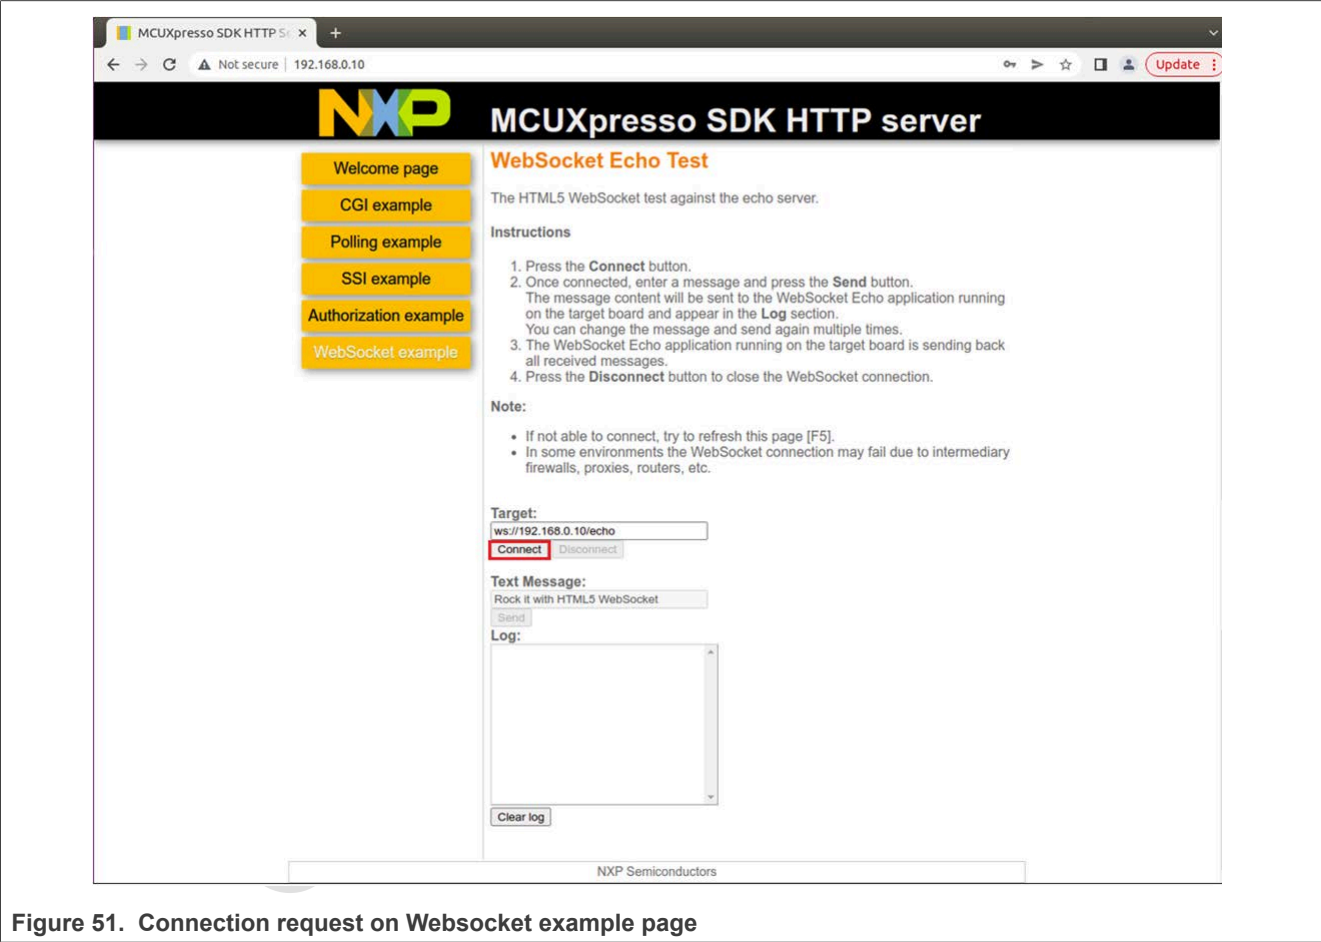 MCUXpresso SDK HTTP Se
Not secure | 192.168.0.10
Update
NXP
MCUXpresso SDK HTTP server
Welcome page
CGI example
Polling example
SSI example
Authorization example
WebSocket example
WebSocket Echo Test
The HTML5 WebSocket test against the echo server.
Instructions
1. Press the Connect button.
2. Once connected, enter a message and press the Send button.
The message content will be sent to the WebSocket Echo application running
on the target board and appear in the Log section.
You can change the message and send again multiple times.
3. The WebSocket Echo application running on the target board is sending back
all received messages.
4. Press the Disconnect button to close the WebSocket connection.
Note:
• If not able to connect, try to refresh this page [F5].
• In some environments the WebSocket connection may fail due to intermediary
firewalls, proxies, routers, etc.
Target:
ws://192.168.0.10/echo
Connect Disconnect
Text Message:
Rock it with HTML5 WebSocket
Send
Log:
Clear log
NXP Semiconductors
Figure 51. Connection request on Websocket example page